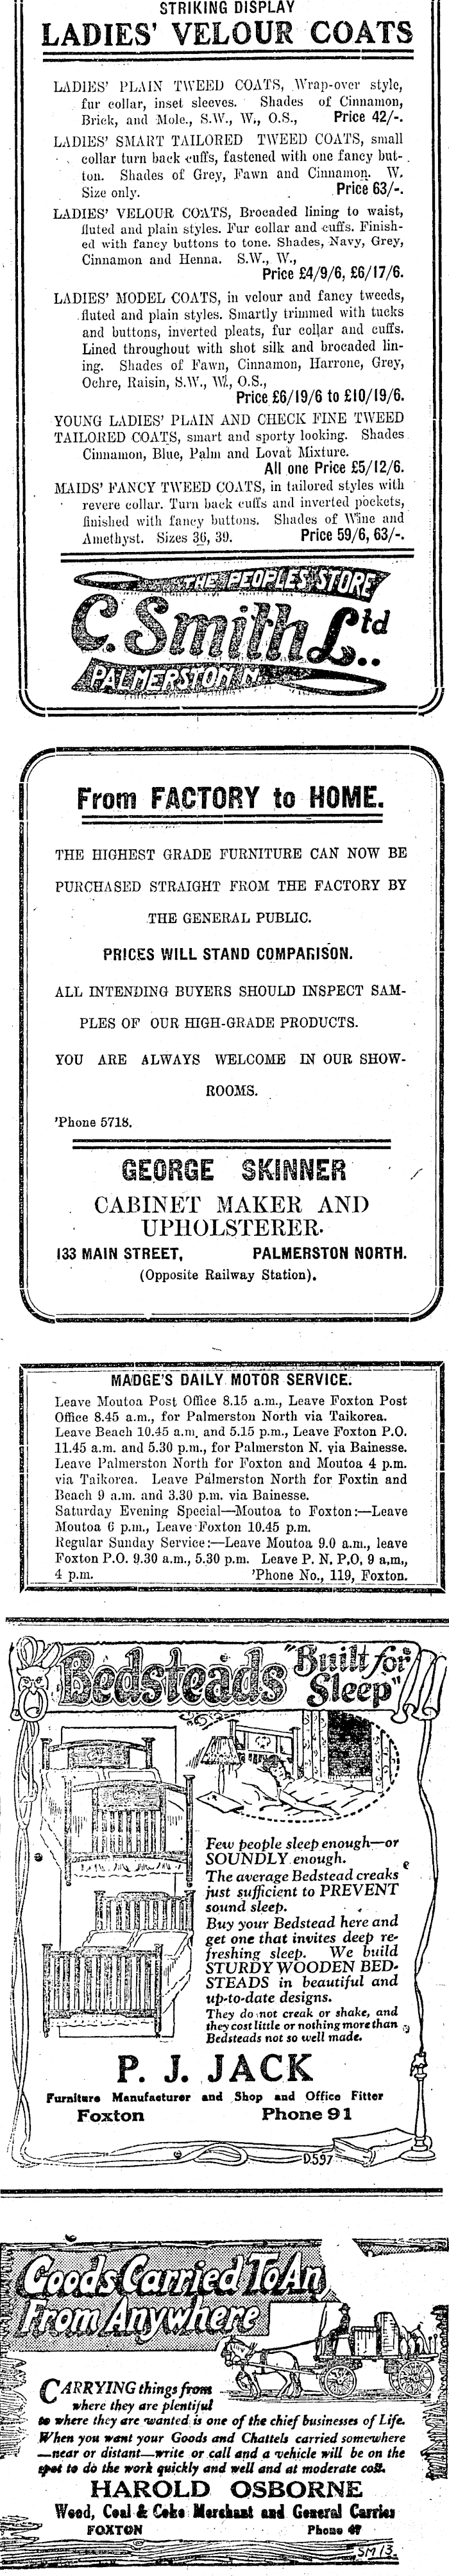 STRIKING DISPLAY
LADIES' VELOUR COATS
LADIES' PLAIN TWEED COATS, Wrap-over style,
fur collar, inset sleeves. Shades of Cinnamon,
Brick, and Mole., S.W., W., O.S., Price 42/-.
LADIES' SMART TAILORED TWEED COATS, small
collar turn back cuffs, fastened with one fancy but-
ton. Shades of Grey, Fawn and Cinnamon. W.
Size only. Price 63/-.
LADIES' VELOUR COATS, Brocaded lining to waist,
fluted and plain styles. Fur collar and cuffs. Finish-
ed with fancy buttons to tone. Shades, Navy, Grey,
Cinnamon and Henna. S.W., W.,
Price £4/9/6, £6/17/6.
LADIES' MODEL COATS, in velour and fancy tweeds,
fluted and plain styles. Smartly trimmed with tucks
and buttons, inverted pleats, fur collar and cuffs.
Lined throughout with shot silk and brocaded lin-
ing. Shades of Fawn, Cinnamon, Harrone, Grey,
Ochre, Raisin, S.W., W., O.S.,
Price £6/19/6 to £10/19/6.
YOUNG LADIES' PLAIN AND CHECK FINE TWEED
TAILORED COATS, smart and sporty looking. Shades
Cinnamon, Blue, Palm and Lovat Mixture.
All one Price £5/12/6.
MAIDS' FANCY TWEED COATS, in tailored styles with
revere collar. Turn back cuffs and inverted pockets,
finished with fancy buttons. Shades of Wine and
Amethyst. Sizes 36, 39. Price 59/6, 63/-.
THE PEOPLES' STORE
C. Smith Ltd..
PALMERSTON N
From FACTORY to HOME.
THE HIGHEST GRADE FURNITURE CAN NOW BE
PURCHASED STRAIGHT FROM THE FACTORY BY
THE GENERAL PUBLIC.
PRICES WILL STAND COMPARISON.
ALL INTENDING BUYERS SHOULD INSPECT SAM-
PLES OF OUR HIGH-GRADE PRODUCTS.
YOU ARE ALWAYS WELCOME IN OUR SHOW-
ROOMS.
'Phone 5718.
GEORGE SKINNER
CABINET MAKER AND
UPHOLSTERER.
133 MAIN STREET, PALMERSTON NORTH.
(Opposite Railway Station).
MADGE'S DAILY MOTOR SERVICE.
Leave Moutoa Post Office 8.15 a.m., Leave Foxton Post
Office 8.45 a.m., for Palmerston North via Taikorea.
Leave Beach 10.45 a.m. and 5.15 p.m., Leave Foxton P.O.
11.45 a.m. and 5.30 p.m., for Palmerston N. via Bainesse.
Leave Palmerston North for Foxton and Moutoa 4 p.m.
via Taikorea. Leave Palmerston North for Foxtin and
Beach 9 a.m. and 3.30 p.m. via Bainesse.
Saturday Evening Special—Moutoa to Foxton:—Leave
Moutoa 6 p.m., Leave Foxton 10.45 p.m.
Regular Sunday Service:—Leave Moutoa 9.0 a.m., leave
Foxton P.O. 9.30 a.m., 5.30 p.m. Leave P. N. P.O, 9 a.m.,
4 p.m. 'Phone No., 119, Foxton.
Bedsteads "Built for
Sleep"
Few people sleep enough—or
SOUNDLY enough.
The average Bedstead creaks
just sufficient to PREVENT
sound sleep.
Buy your Bedstead here and
get one that invites deep re-
freshing sleep. We build
STURDY WOODEN BED-
STEADS in beautiful and
up-to-date designs.
They do not creak or shake, and
they cost little or nothing more than
Bedsteads not so well made.
P. J. JACK
Furniture Manufacturer and Shop and Office Fitter
Foxton Phone 91
D.597
Goods Carried To An
From Anywhere
CARRYING things from
where they are plentiful
to where they are wanted is one of the chief businesses of Life.
When you want your Goods and Chattels carried somewhere
—near or distant—write or call and a vehicle will be on the
spot to do the work quickly and well and at moderate cost.
HAROLD OSBORNE
Wood, Coal & Coke Merchant and General Carrier
FOXTON Phone
SM 13.